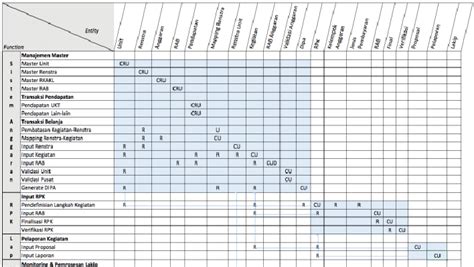 Entity
Function
Unit
Renstra
Anggaran
RAB
Pendapatan
Mapping Renstra
Renstra Unit
Kegiatan
RAB Anggaran
Validasi Anggaran
Dipa
RPK
Kelompok
Anggaran
Jenis
Pembayaran
RAB
Final
Verifikasi
Proposal
Pelaporan
Lakip
Manajemen Master
S Master Unit CRU
i Master Renstra CRU
s Master RKAKL CRU
t Master RAB CRU
e Transaksi Pendapatan
m Pendapatan UKT CRU
Pendapatan Lain-lain CRU
A Transaksi Belanja
n Pembatasan Kegiatan-Renstra R U
g Mapping Renstra-Kegiatan R R U
g Input Renstra R R CU
a Input Kegiatan R R R R CU
r Input RAB r R R R CUD
a Validasi Unit CU
n Validasi Pusat CU
Generate DIPA R R R CU
Input RPK
R Pendefinisian Langkah Kegiatan R R CU R R
P Input RAB R CU CU
K Finalisasi RPK R R CU
Verifikasi RPK R R CU
L Pelaporan Kegiatan
a Input Proposal R R CU
p Input Laporan R R CU
Monitoring & Pemrosesan Lakip